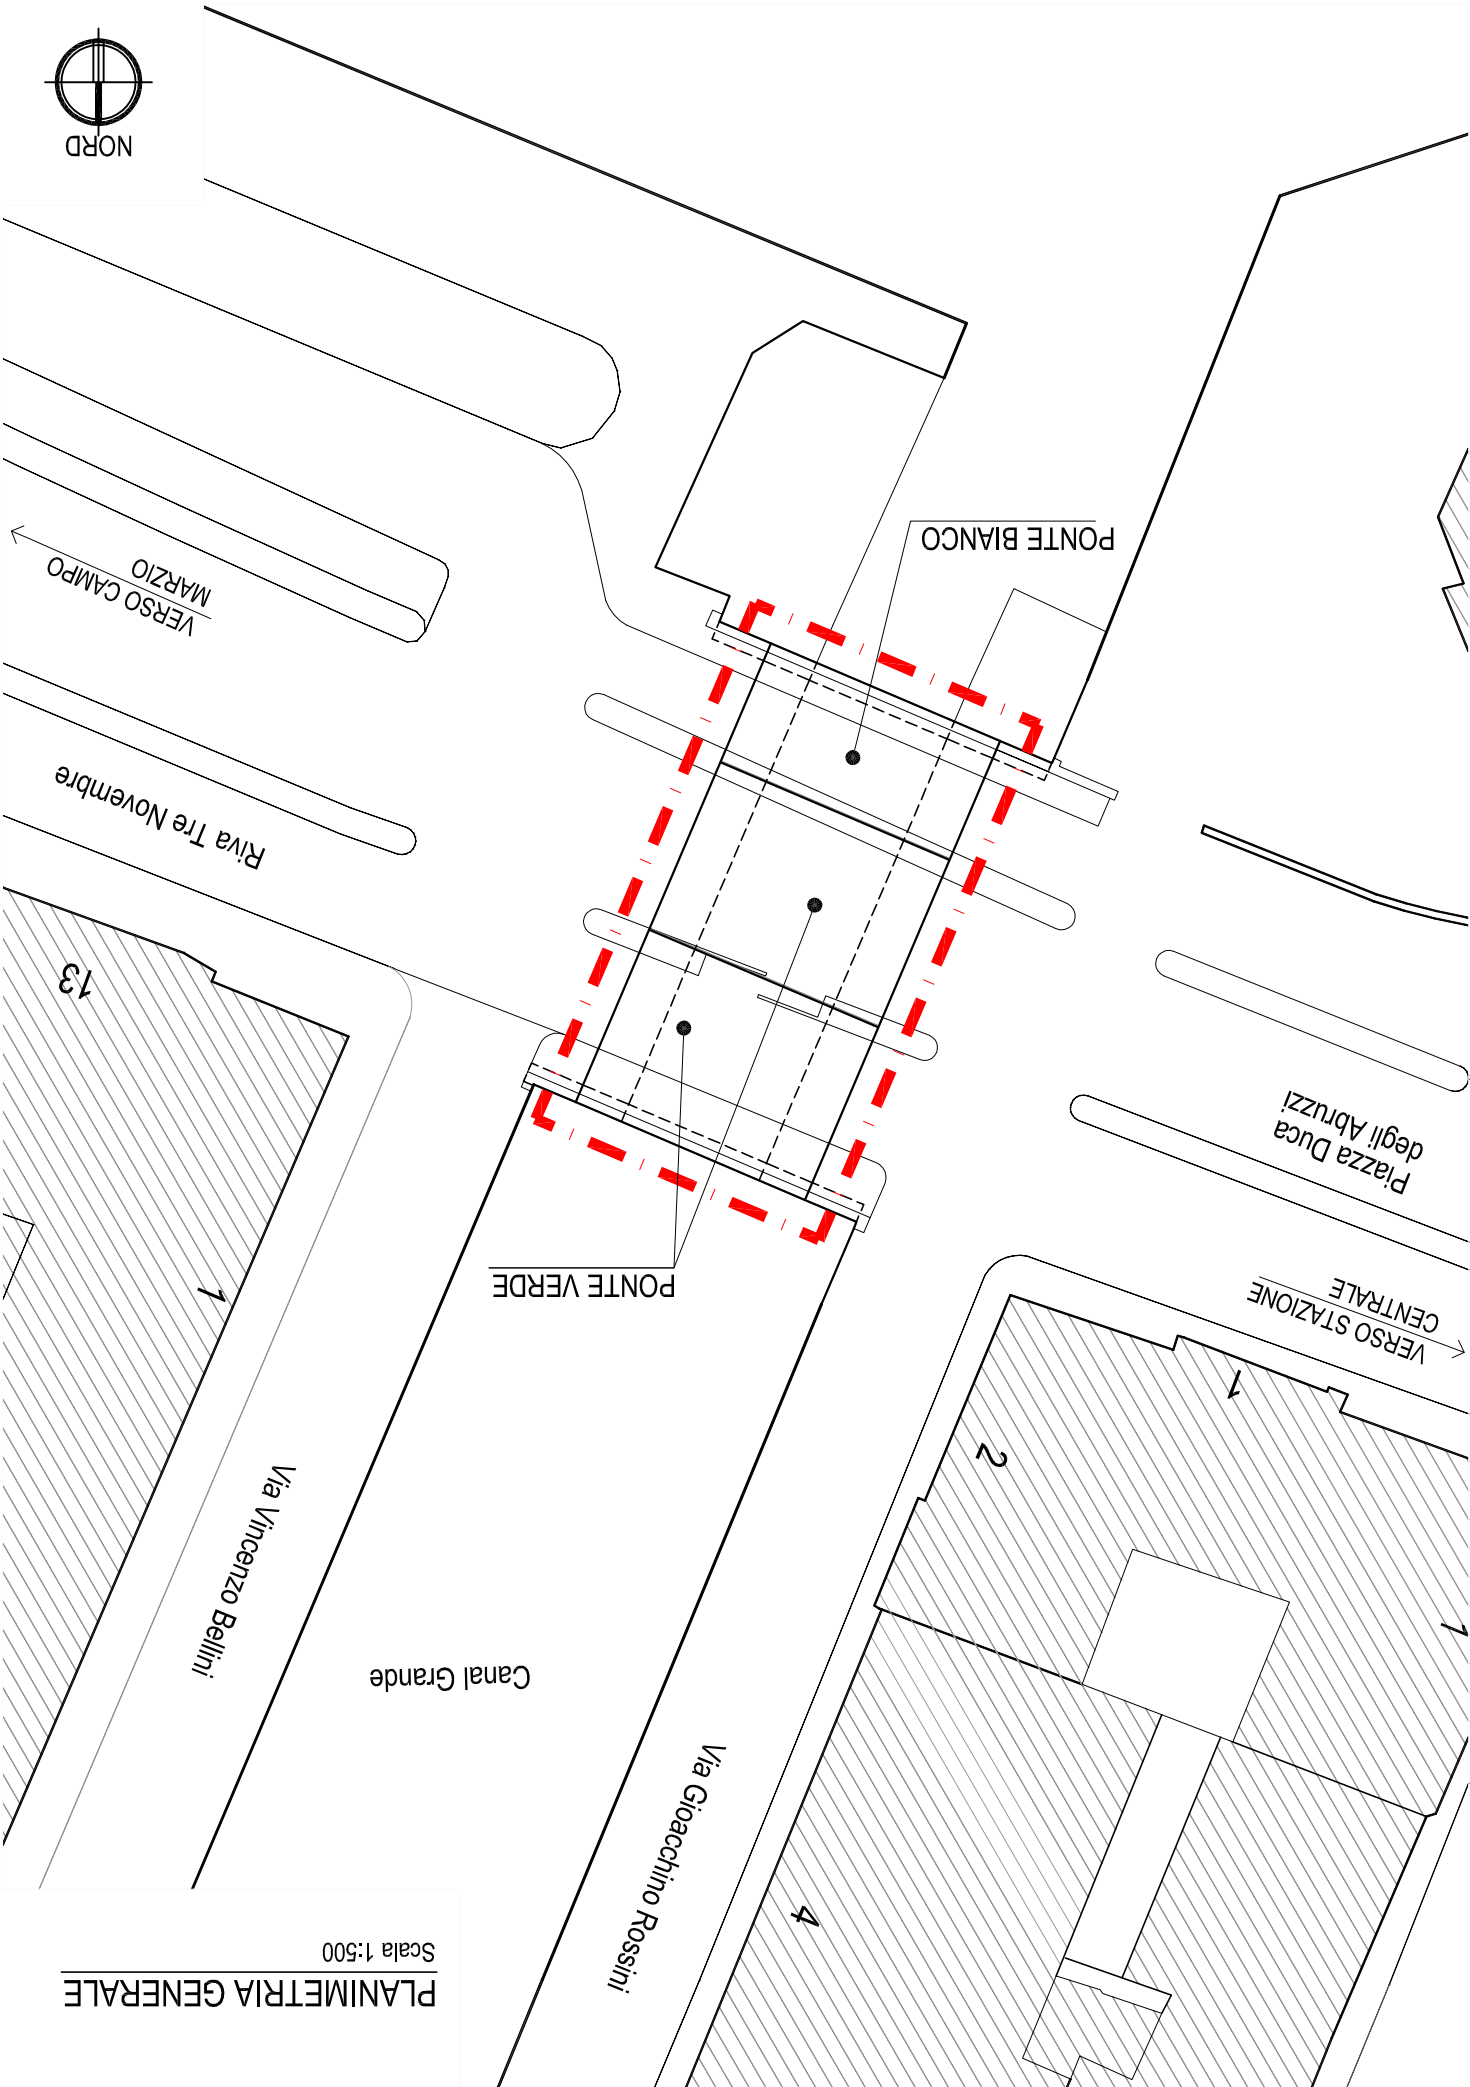 PLANIMETRIA GENERALE
Scala 1:500
Via Gioacchino Rossini
4
Canal Grande
Via Vincenzo Bellini
1
2
1
1
VERSO STAZIONE
CENTRALE
PONTE VERDE
Piazza Duca
degli Abruzzi
13
Riva Tre Novembre
VERSO CAMPO
MARZIO
PONTE BIANCO
NORD